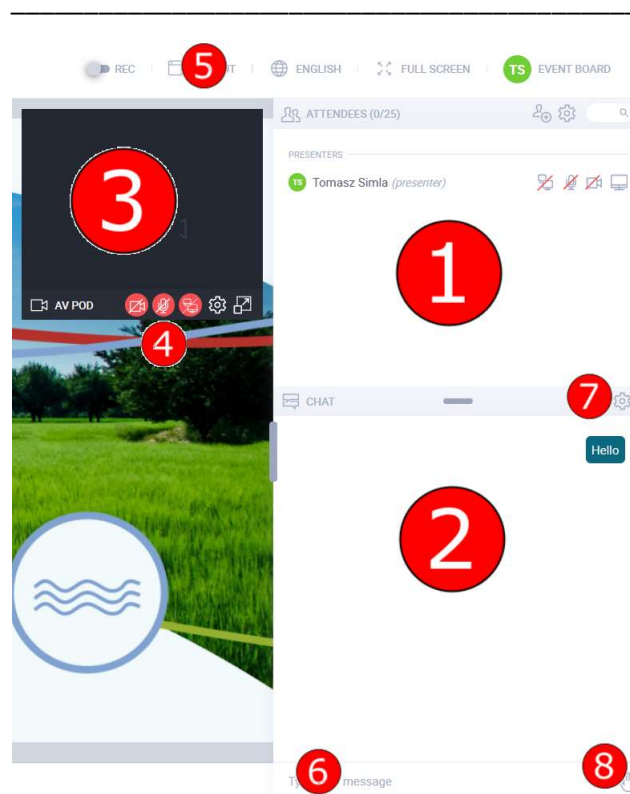 REC
5
ENGLISH
FULL SCREEN
TS
EVENT BOARD
ATTENDEES (0/25)
PRESENTERS
TS Tomasz Simla (presenter)
3
1
AV POD
4
CHAT
7
Hello
2
6
message
8